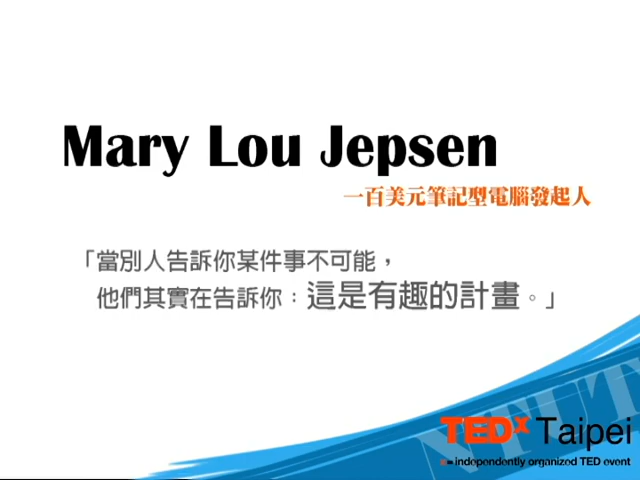 Mary Lou Jepsen
一百美元筆記型電腦發起人
「當別人告訴你某件事不可能，
他們其實在告訴你：這是有趣的計畫。」
TEDx Taipei
x= independently organized TED event